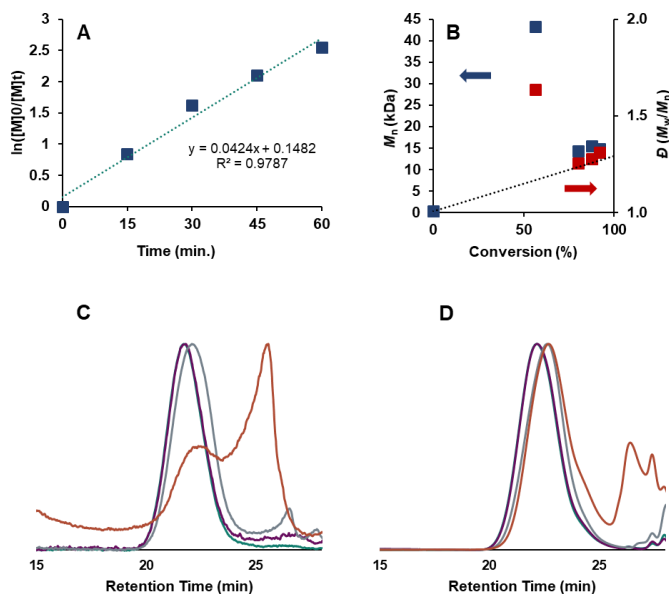 A
3
2.5
2
1.5
1
0.5
0
ln([M]0/[M]t)
y = 0.0424x + 0.1482
R² = 0.9787
0 15 30 45 60
Time (min.)
B
45
40
35
30
25
20
15
10
5
0
Mn (kDa)
2.0
1.5
1.0
Đ (Mw/Mn)
0 50 100
Conversion (%)
C
15 20 25
Retention Time (min)
D
15 20 25
Retention Time (min)